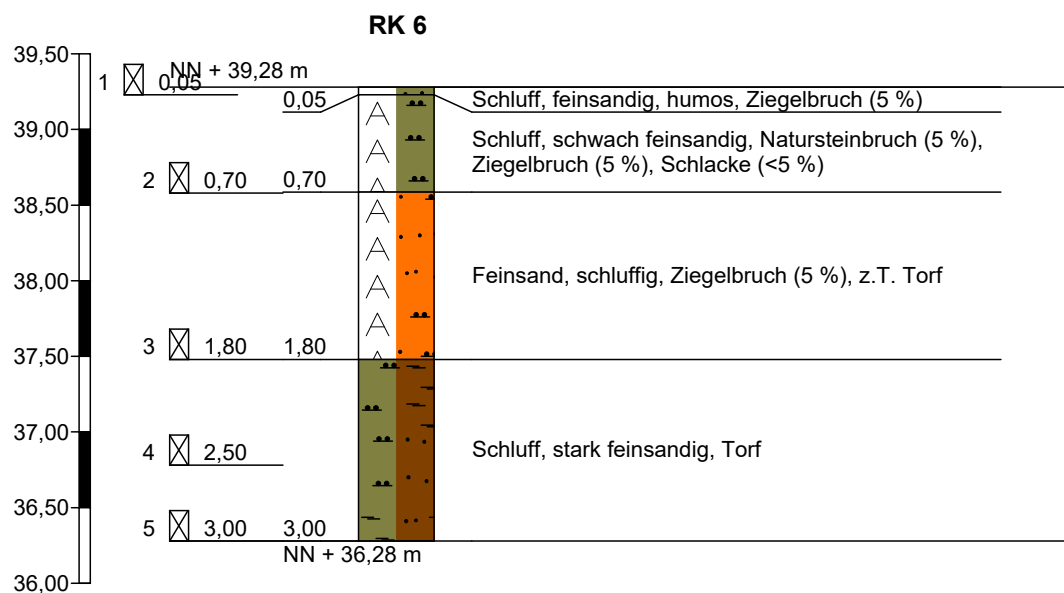 RK 6
39,50
NN + 39,28 m
1 0,05
0,05
Schluff, feinsandig, humos, Ziegelbruch (5 %)
39,00
Schluff, schwach feinsandig, Natursteinbruch (5 %),
Ziegelbruch (5 %), Schlacke (<5 %)
2 0,70 0,70
38,50
38,00
Feinsand, schluffig, Ziegelbruch (5 %), z.T. Torf
3 1,80 1,80
37,50
37,00
4 2,50
Schluff, stark feinsandig, Torf
36,50
5 3,00 3,00
NN + 36,28 m
36,00